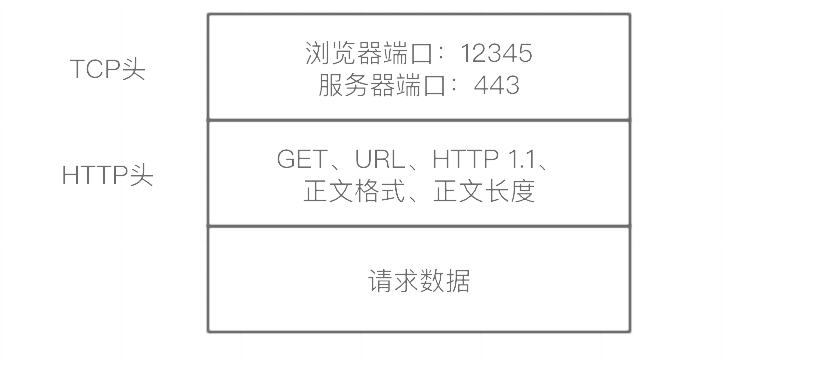 TCP头
浏览器端口：12345
服务器端口：443
HTTP头
GET、URL、HTTP 1.1、
正文格式、正文长度
请求数据